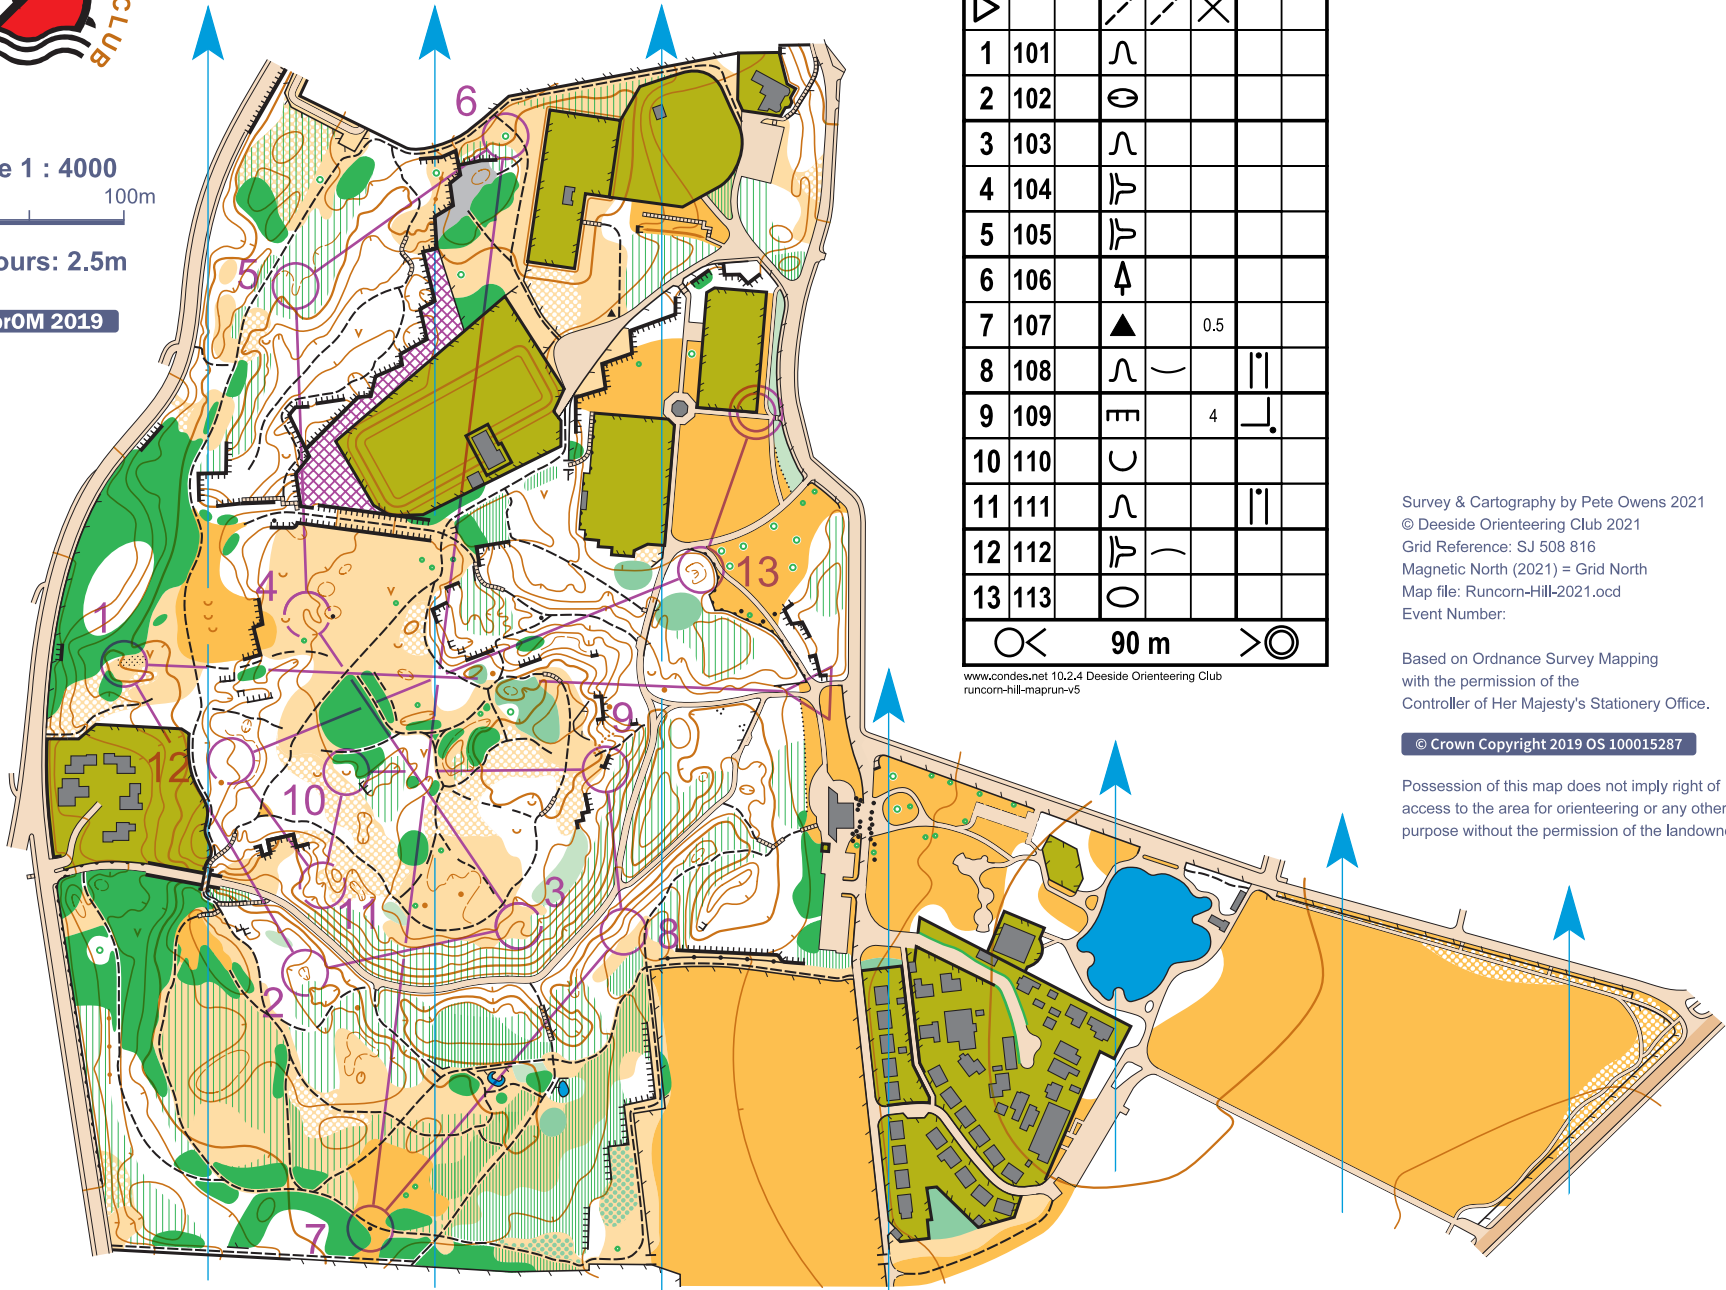 CLUB
e 1 : 4000
100m
ours: 2.5m
orOM 2019
1 101
2 102
3 103
4 104
5 105
6 106
7 107 0.5
8 108
9 109 4
10 110
11 111
12 112
13 113
90 m
www.condes.net 10.2.4 Deeside Orienteering Club
runcorn-hill-maprun-v5
Survey & Cartography by Pete Owens 2021
© Deeside Orienteering Club 2021
Grid Reference: SJ 508 816
Magnetic North (2021) = Grid North
Map file: Runcorn-Hill-2021.ocd
Event Number:
Based on Ordnance Survey Mapping
with the permission of the
Controller of Her Majesty's Stationery Office.
© Crown Copyright 2019 OS 100015287
Possession of this map does not imply right of
access to the area for orienteering or any other
purpose without the permission of the landown
6
5
4
13
1
9
12
10
3
11
8
2
7